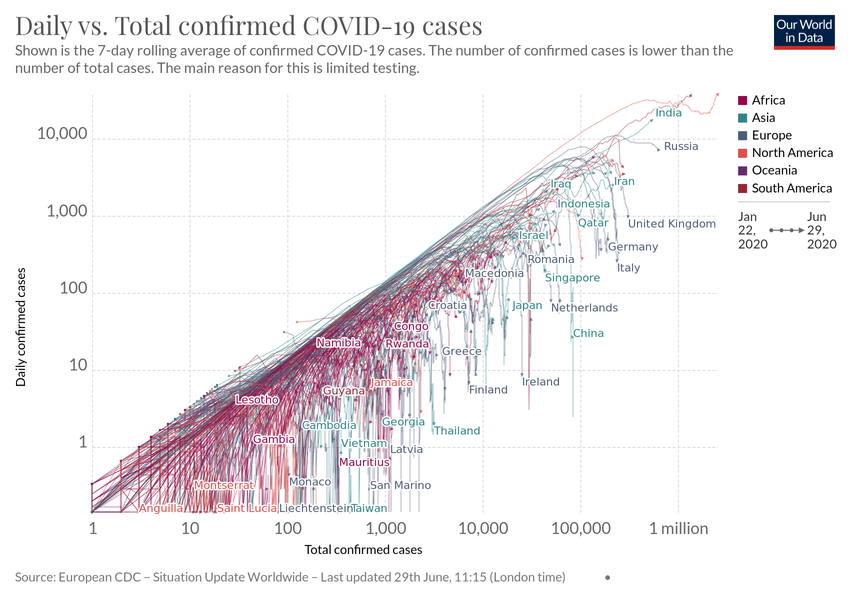 Daily vs. Total confirmed COVID-19 cases
Our World
in Data
Shown is the 7-day rolling average of confirmed COVID-19 cases. The number of confirmed cases is lower than the
number of total cases. The main reason for this is limited testing.
Africa
Asia
Europe
North America
Oceania
South America
Jan
22,
2020
Jun
29,
2020
Daily confirmed cases
10,000
1,000
100
10
1
India
Russia
Iraq
Iran
Indonesia
Qatar
United Kingdom
Israel
Germany
Romania
Italy
Macedonia
Singapore
Croatia
Japan
Netherlands
Congo
China
Namibia
Rwanda
Greece
Jamaica
Ireland
Guyana
Finland
Lesotho
Cambodia
Georgia
Thailand
Gambia
Vietnam
Latvia
Mauritius
Montserrat
Monaco
San Marino
Anguilla
Saint Lucia
Liechtenstein
Taiwan
1
10
100
1,000
10,000
100,000
1 million
Total confirmed cases
Source: European CDC – Situation Update Worldwide – Last updated 29th June, 11:15 (London time)